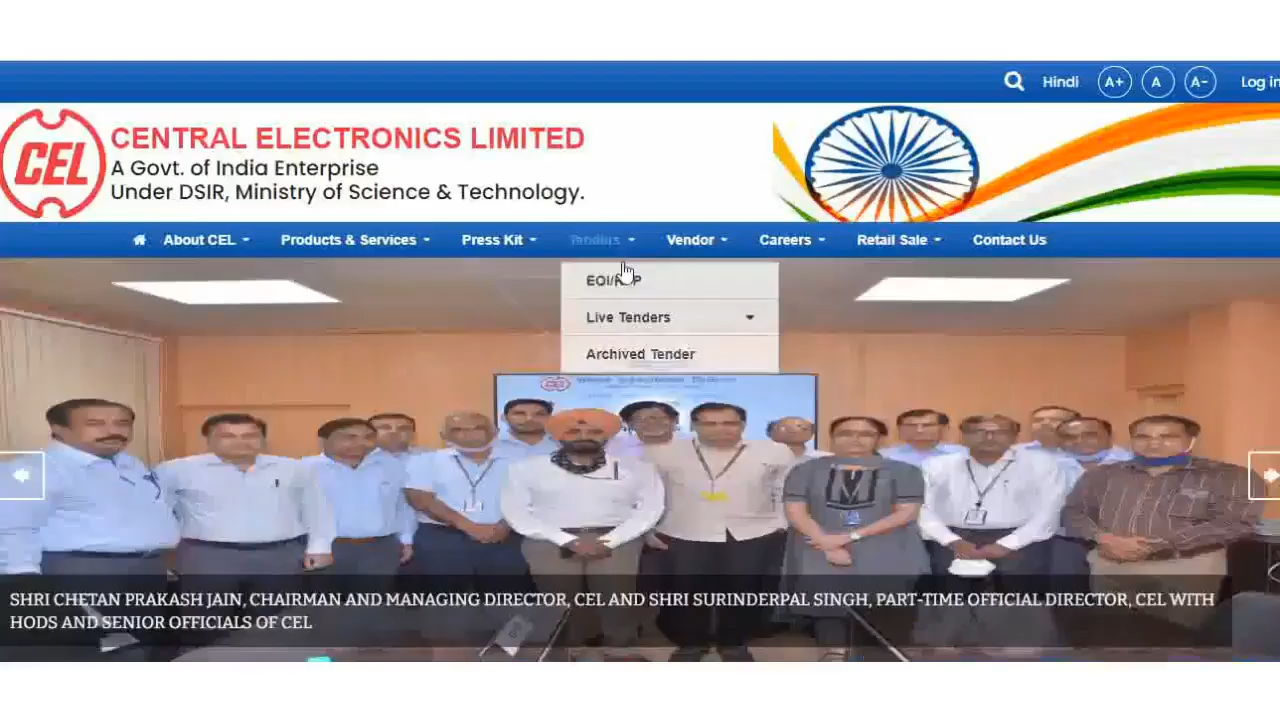 Hindi A+ A A- Log in
CEL
CENTRAL ELECTRONICS LIMITED
A Govt. of India Enterprise
Under DSIR, Ministry of Science & Technology.
About CEL Products & Services Press Kit Vendor Careers Retail Sale Contact Us
Live Tenders
Archived Tender
CEL
SHRI CHETAN PRAKASH JAIN, CHAIRMAN AND MANAGING DIRECTOR, CEL AND SHRI SURINDERPAL SINGH, PART-TIME OFFICIAL DIRECTOR, CEL WITH
HODS AND SENIOR OFFICIALS OF CEL